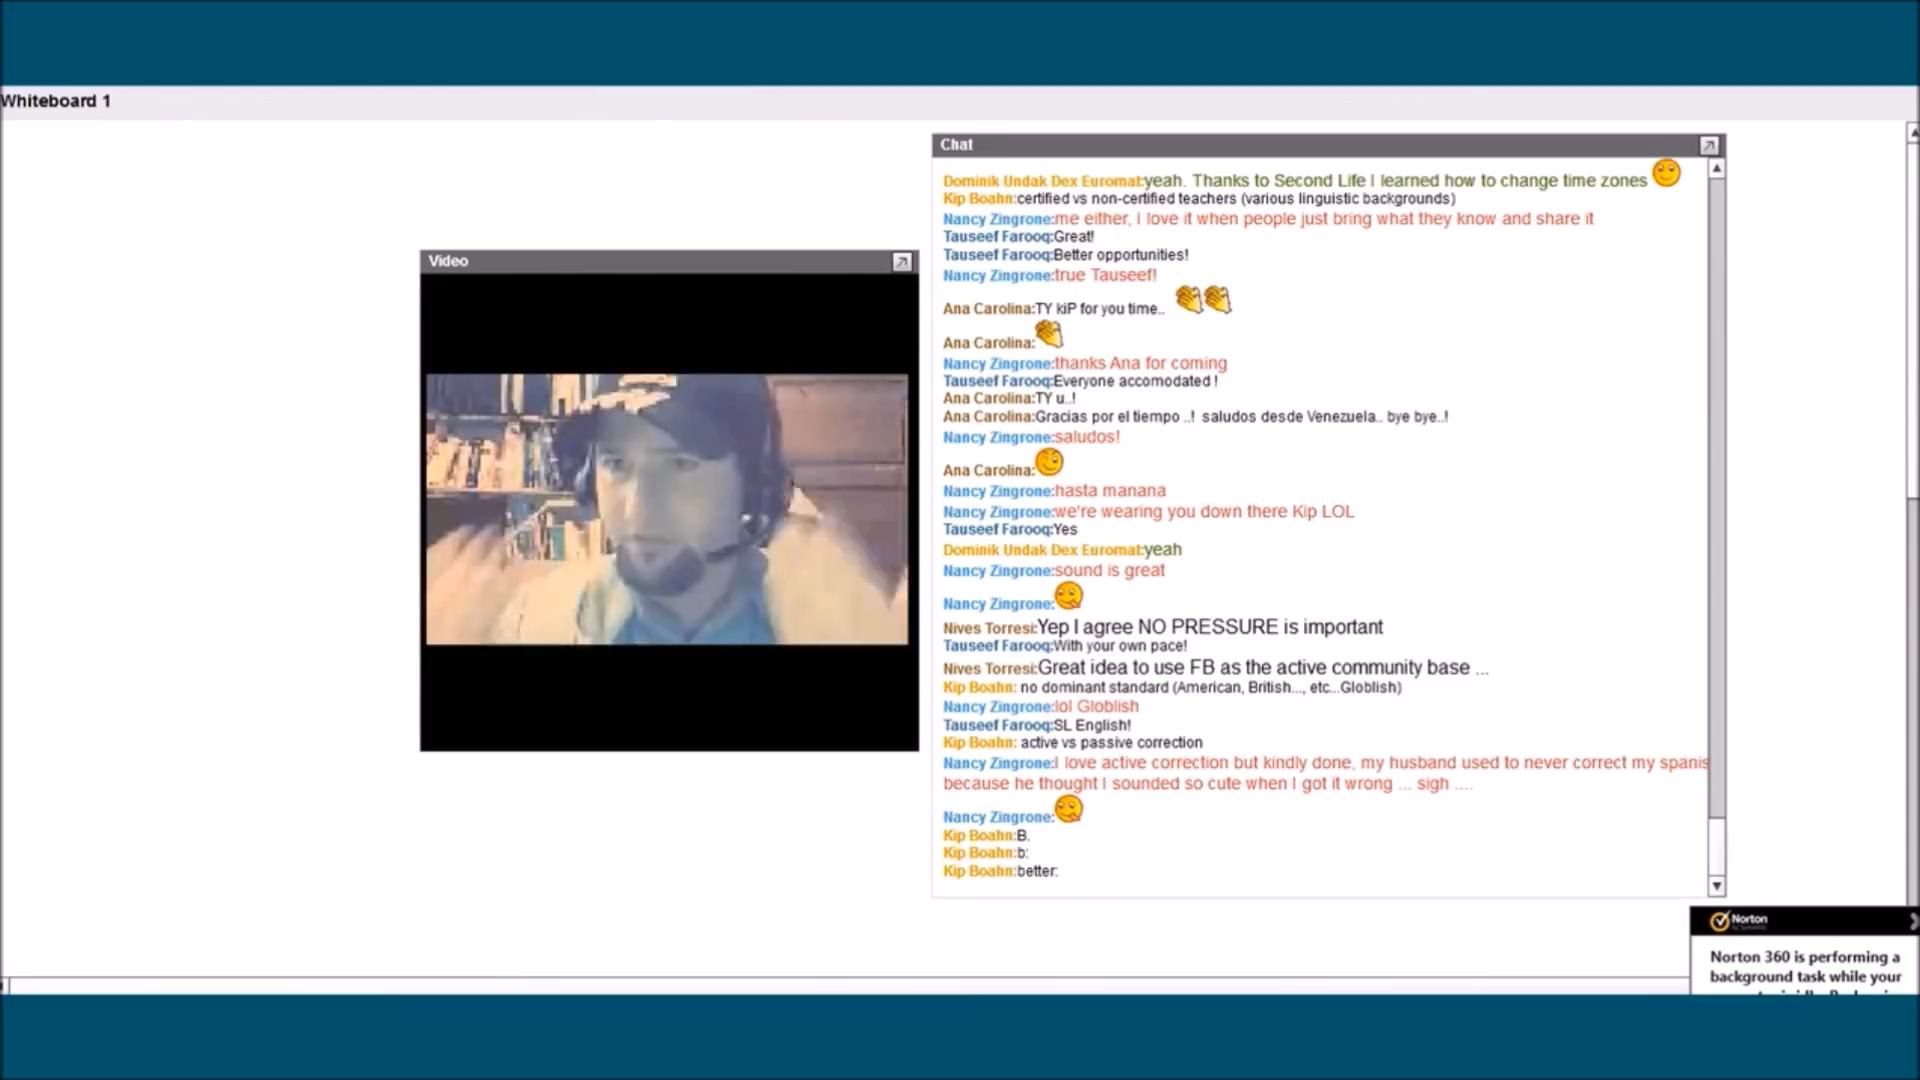 Whiteboard 1
Chat
Dominik Undak Dex Euromat:yeah. Thanks to Second Life I learned how to change time zones
Kip Boahn:certified vs non-certified teachers (various linguistic backgrounds)
Nancy Zingrone:me either, I love it when people just bring what they know and share it
Tauseef Farooq:Great!
Tauseef Farooq:Better opportunities!
Nancy Zingrone:true Tauseef!
Ana Carolina:TY kiP for you time..
Ana Carolina:
Nancy Zingrone:thanks Ana for coming
Tauseef Farooq:Everyone accomodated !
Ana Carolina:TY u..!
Ana Carolina:Gracias por el tiempo ..! saludos desde Venezuela.. bye bye..!
Nancy Zingrone:saludos!
Ana Carolina:
Nancy Zingrone:hasta manana
Nancy Zingrone:we're wearing you down there Kip LOL
Tauseef Farooq:Yes
Dominik Undak Dex Euromat:yeah
Nancy Zingrone:sound is great
Nancy Zingrone:
Nives Torresi:Yep I agree NO PRESSURE is important
Tauseef Farooq:With your own pace!
Nives Torresi:Great idea to use FB as the active community base ...
Kip Boahn: no dominant standard (American, British..., etc...Globlish)
Nancy Zingrone:lol Globlish
Tauseef Farooq:SL English!
Kip Boahn: active vs passive correction
Nancy Zingrone:I love active correction but kindly done, my husband used to never correct my spanis
because he thought I sounded so cute when I got it wrong ... sigh ....
Nancy Zingrone:
Kip Boahn:B.
Kip Boahn:b:
Kip Boahn:better:
Video
Norton
Norton 360 is performing a
background task while your